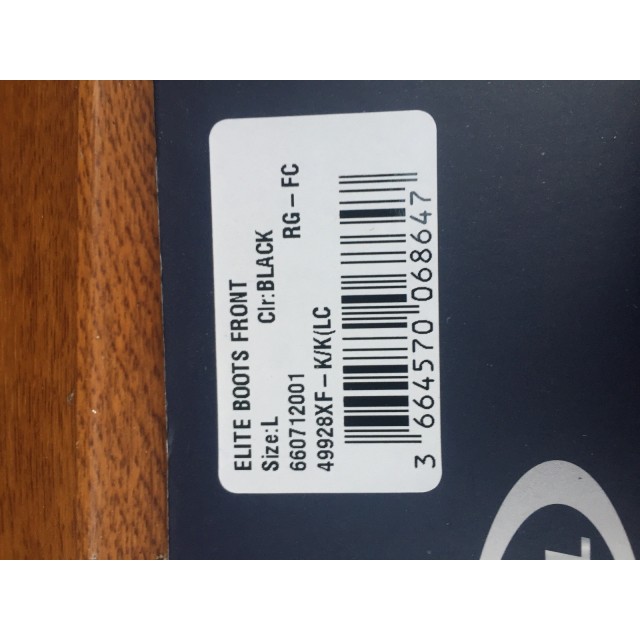 ELITE BOOTS FRONT
Size:L Clr:BLACK
660712001 RG-FC
49928XF-K/K(LC
3 664570 068647
L